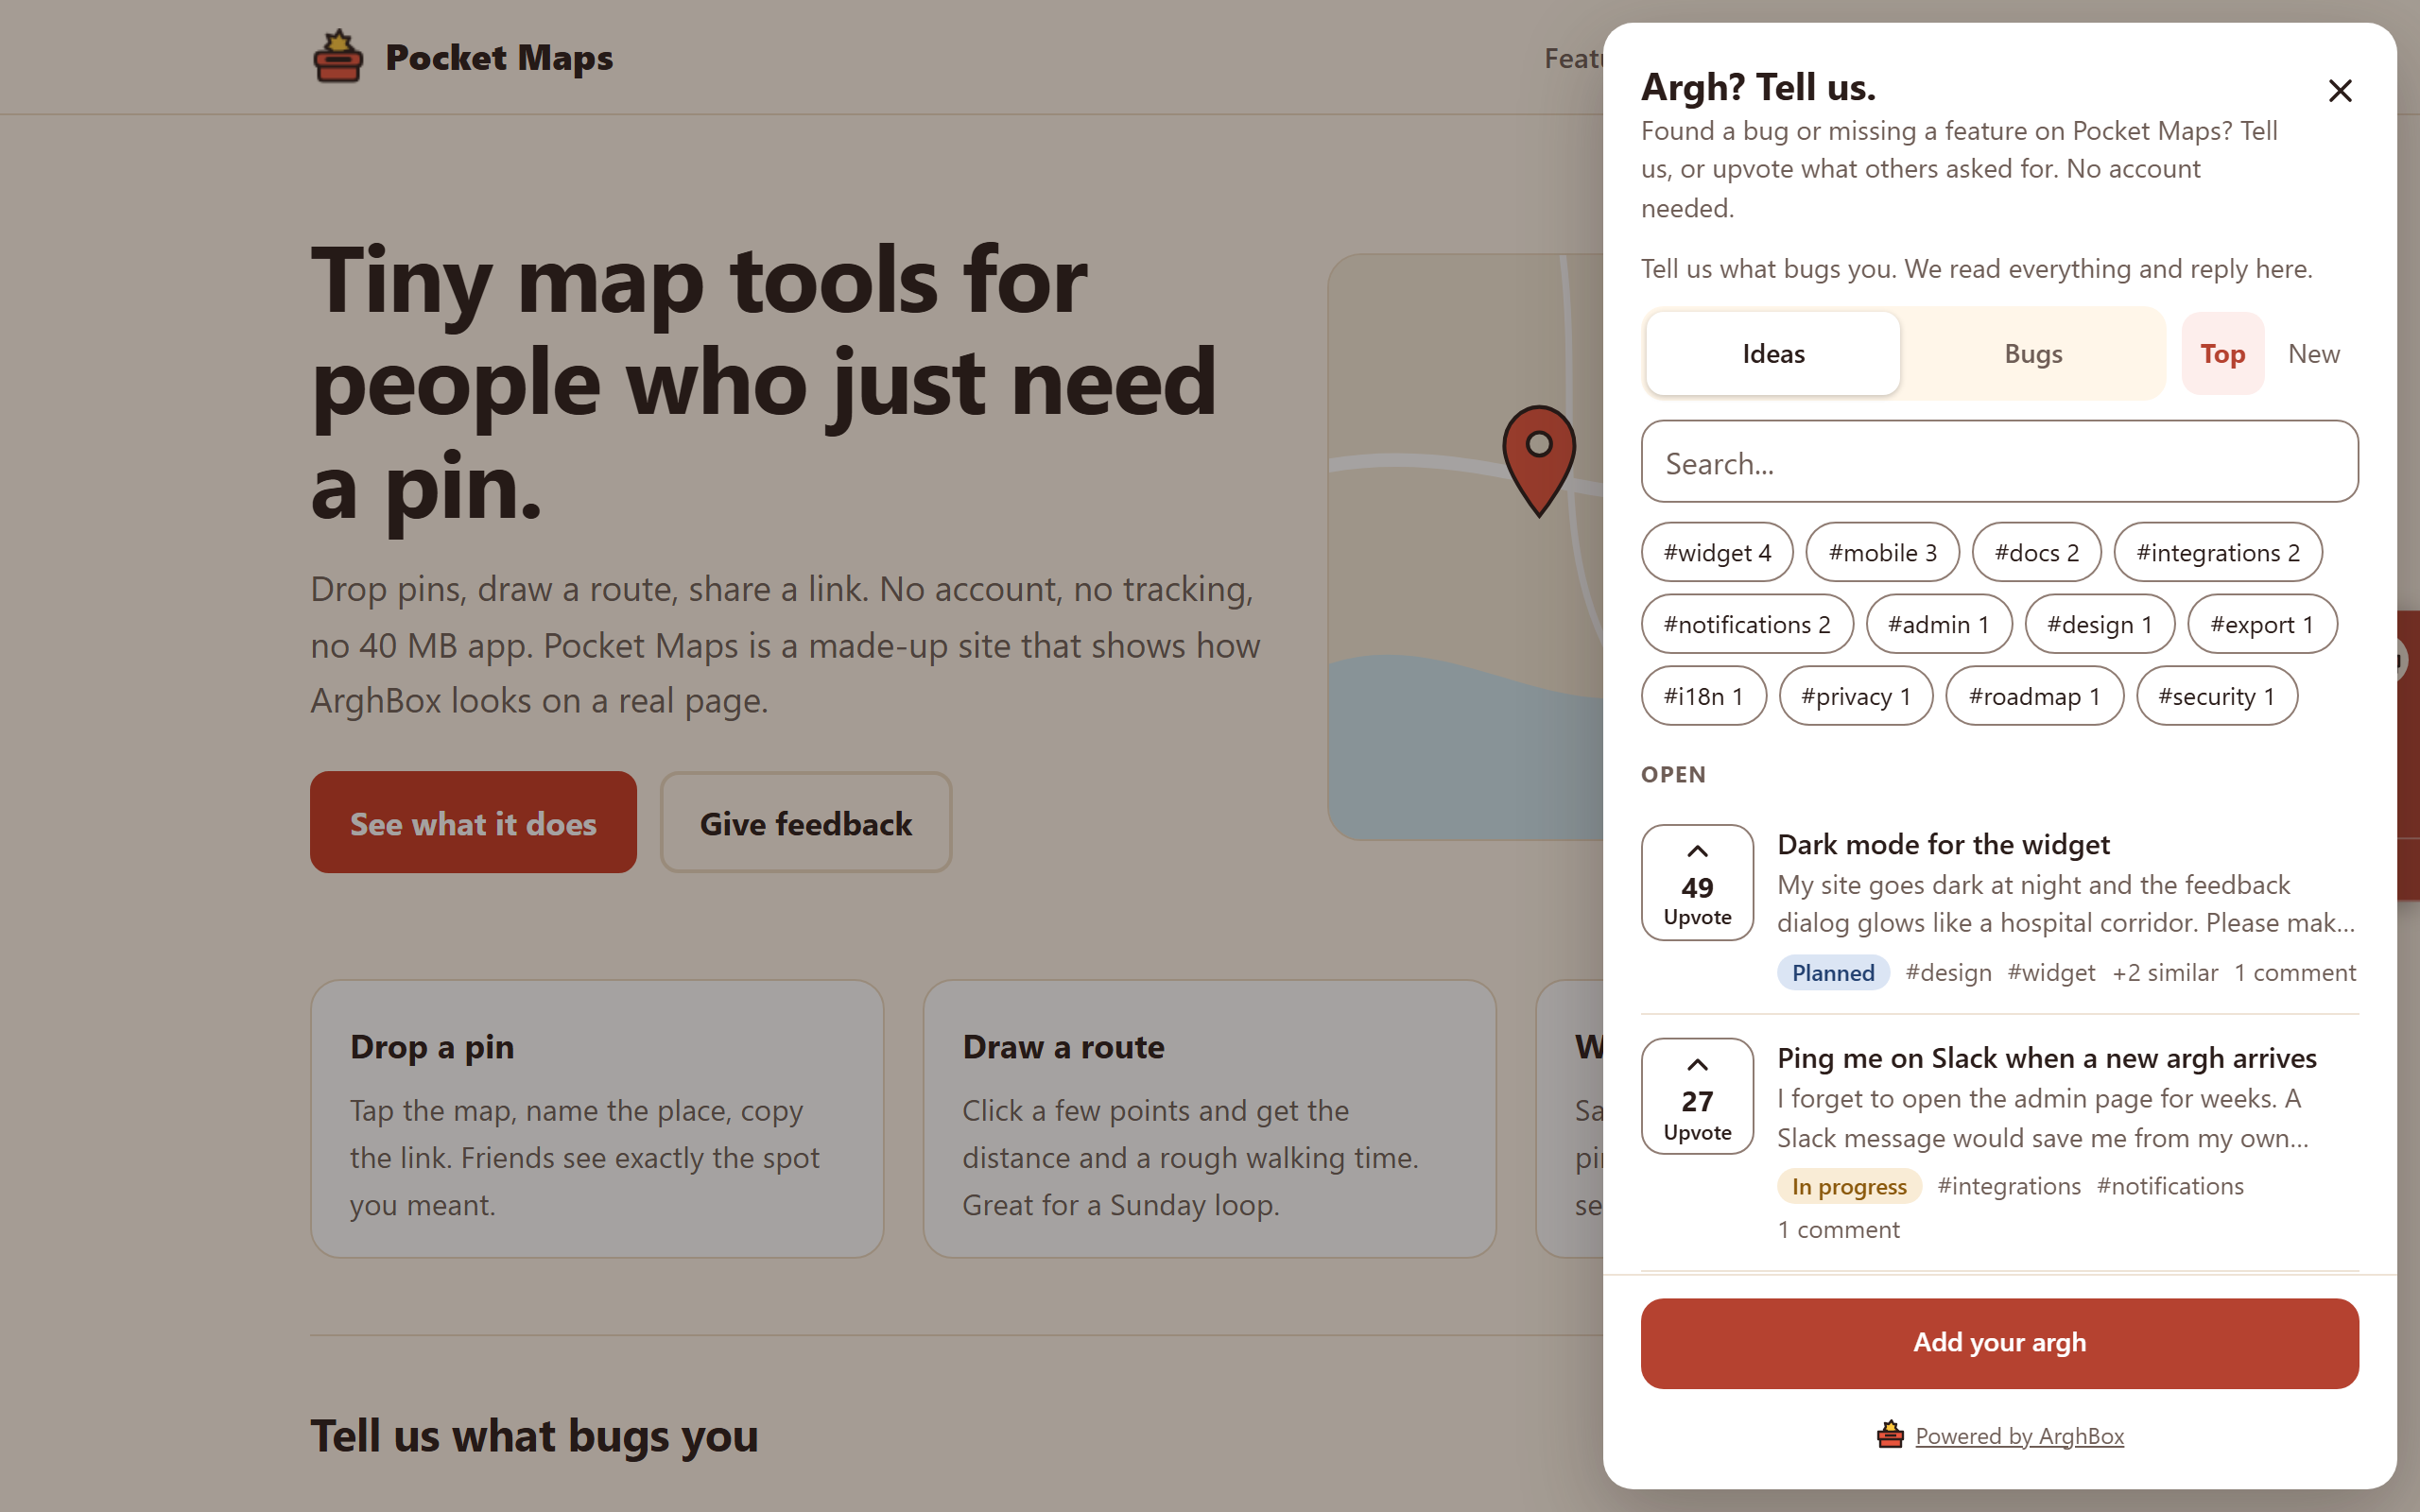 Pocket Maps
Tiny map tools for
people who just need
a pin.
Drop pins, draw a route, share a link. No account, no tracking,
no 40 MB app. Pocket Maps is a made-up site that shows how
ArghBox looks on a real page.
See what it does
Give feedback
Drop a pin
Tap the map, name the place, copy
the link. Friends see exactly the spot
you meant.
Draw a route
Click a few points and get the
distance and a rough walking time.
Great for a Sunday loop.
Tell us what bugs you
Argh? Tell us.
Found a bug or missing a feature on Pocket Maps? Tell
us, or upvote what others asked for. No account
needed.
Tell us what bugs you. We read everything and reply here.
Ideas
Bugs
Top
New
Search...
#widget 4
#mobile 3
#docs 2
#integrations 2
#notifications 2
#admin 1
#design 1
#export 1
#i18n 1
#privacy 1
#roadmap 1
#security 1
OPEN
49
Upvote
Dark mode for the widget
My site goes dark at night and the feedback
dialog glows like a hospital corridor. Please mak...
Planned #design #widget +2 similar 1 comment
27
Upvote
Ping me on Slack when a new argh arrives
I forget to open the admin page for weeks. A
Slack message would save me from my own...
In progress #integrations #notifications
1 comment
Add your argh
Powered by ArghBox